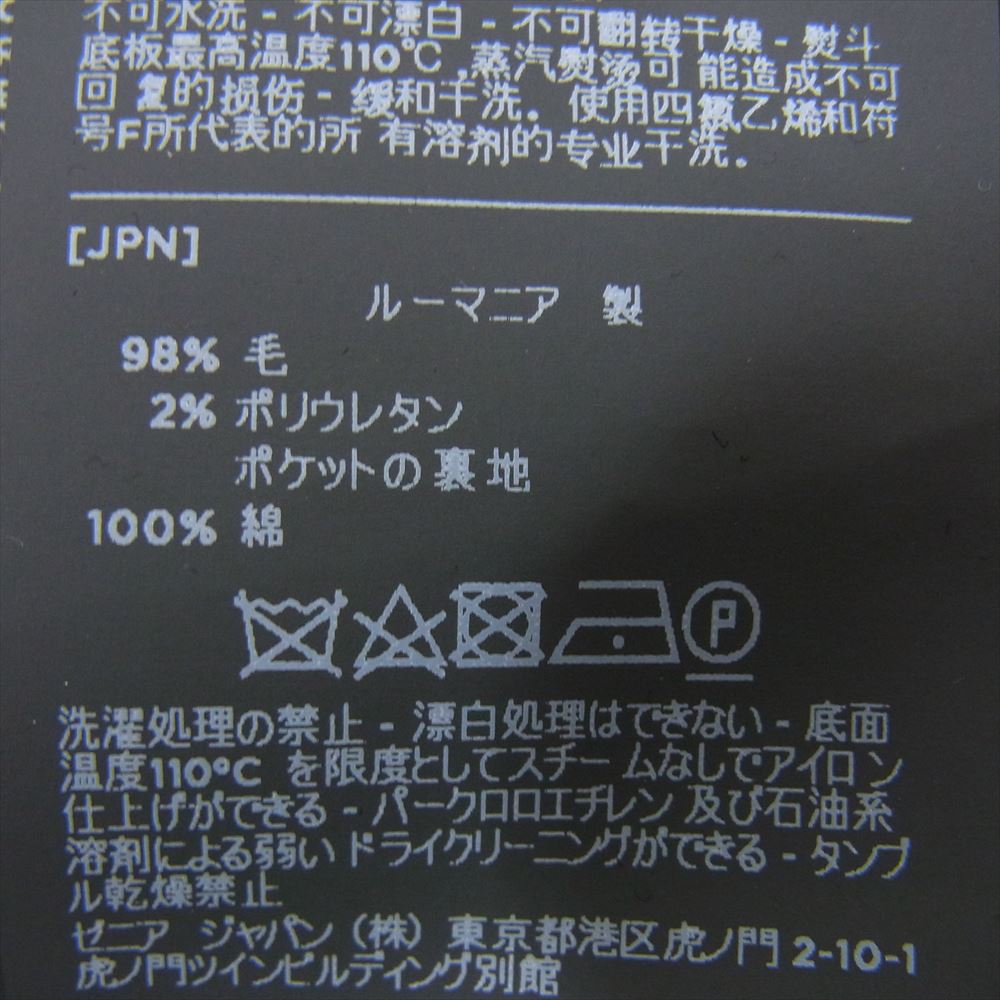 不可水洗 - 不可漂白 - 不可翻转干燥 - 熨斗
底板最高温度110℃ 蒸汽熨烫可 能造成不可
回 复的损伤 - 缓和干洗. 使用四氯乙烯和符
号F所代表的所 有溶剂的专业干洗.
[JPN]
ルーマニア 製
98% 毛
2% ポリウレタン
ポケットの裏地
100% 綿
P
洗濯処理の禁止 - 漂白処理はできない - 底面
温度110°C を限度としてスチームなしでアイロン
仕上げができる - パークロロエチレン 及び石油系
溶剤による弱い ドライクリーニングができる - タンブ
ル乾燥禁止
ゼニア ジャパン (株) 東京都港区虎ノ門 2-10-1
虎ノ門ツインビルディング別館